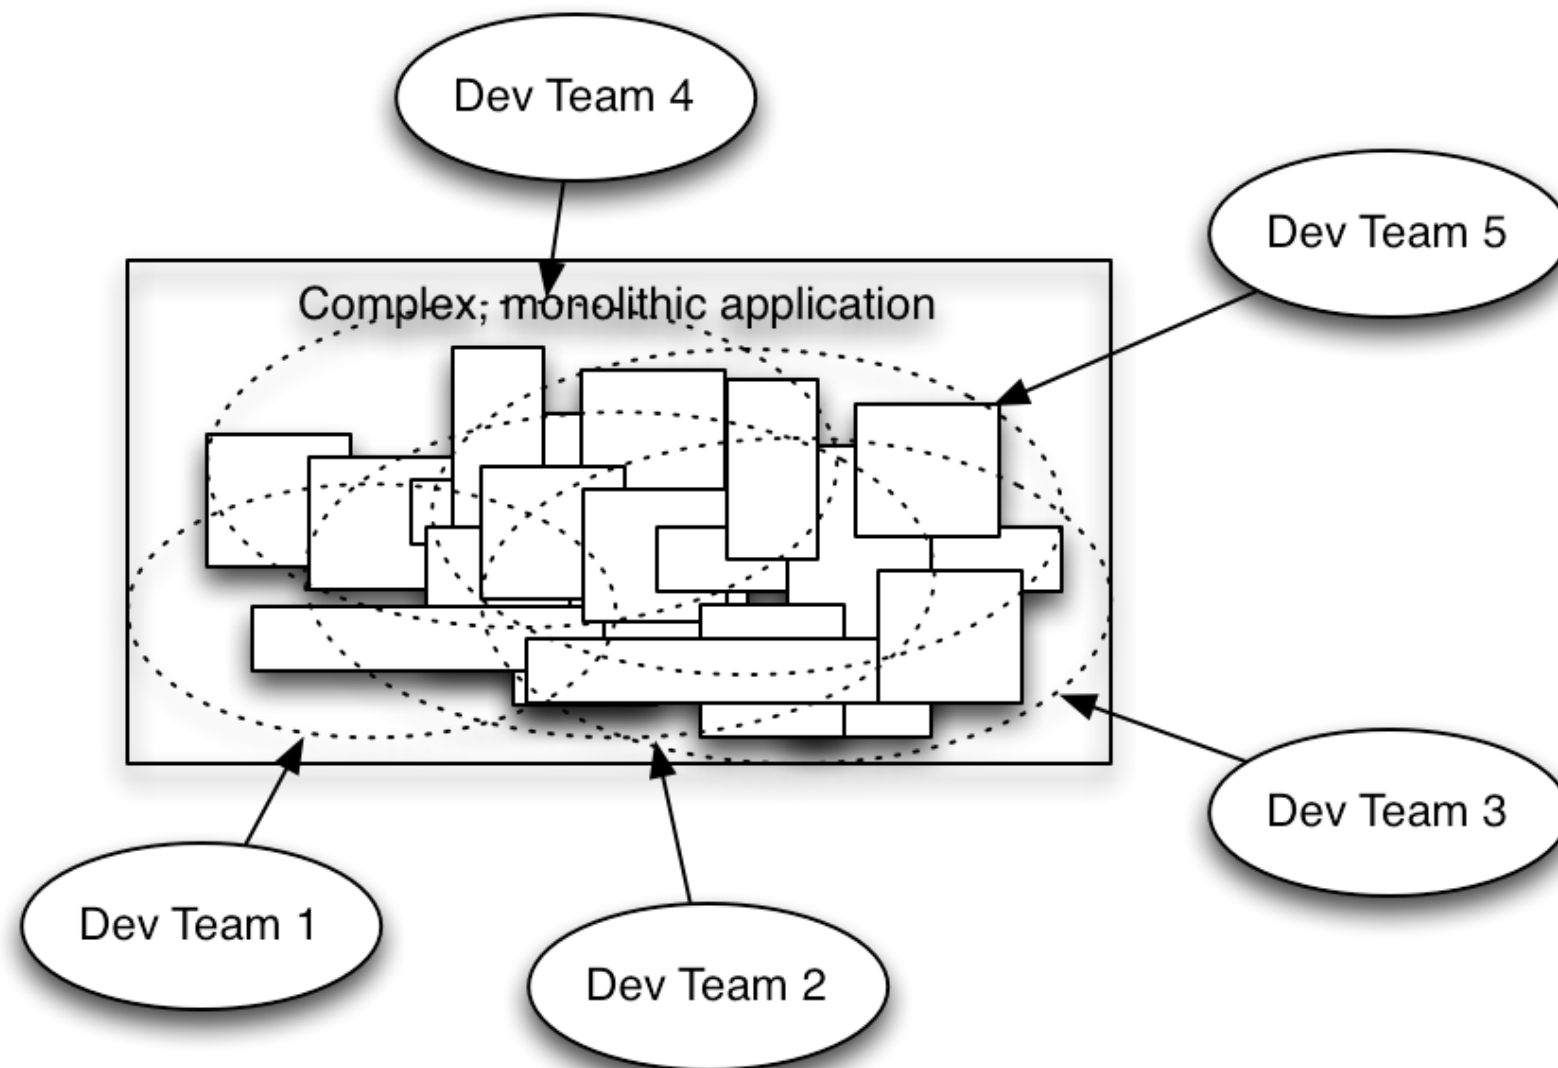 Dev Team 4
Dev Team 5
Complex, monolithic application
Dev Team 3
Dev Team 1
Dev Team 2